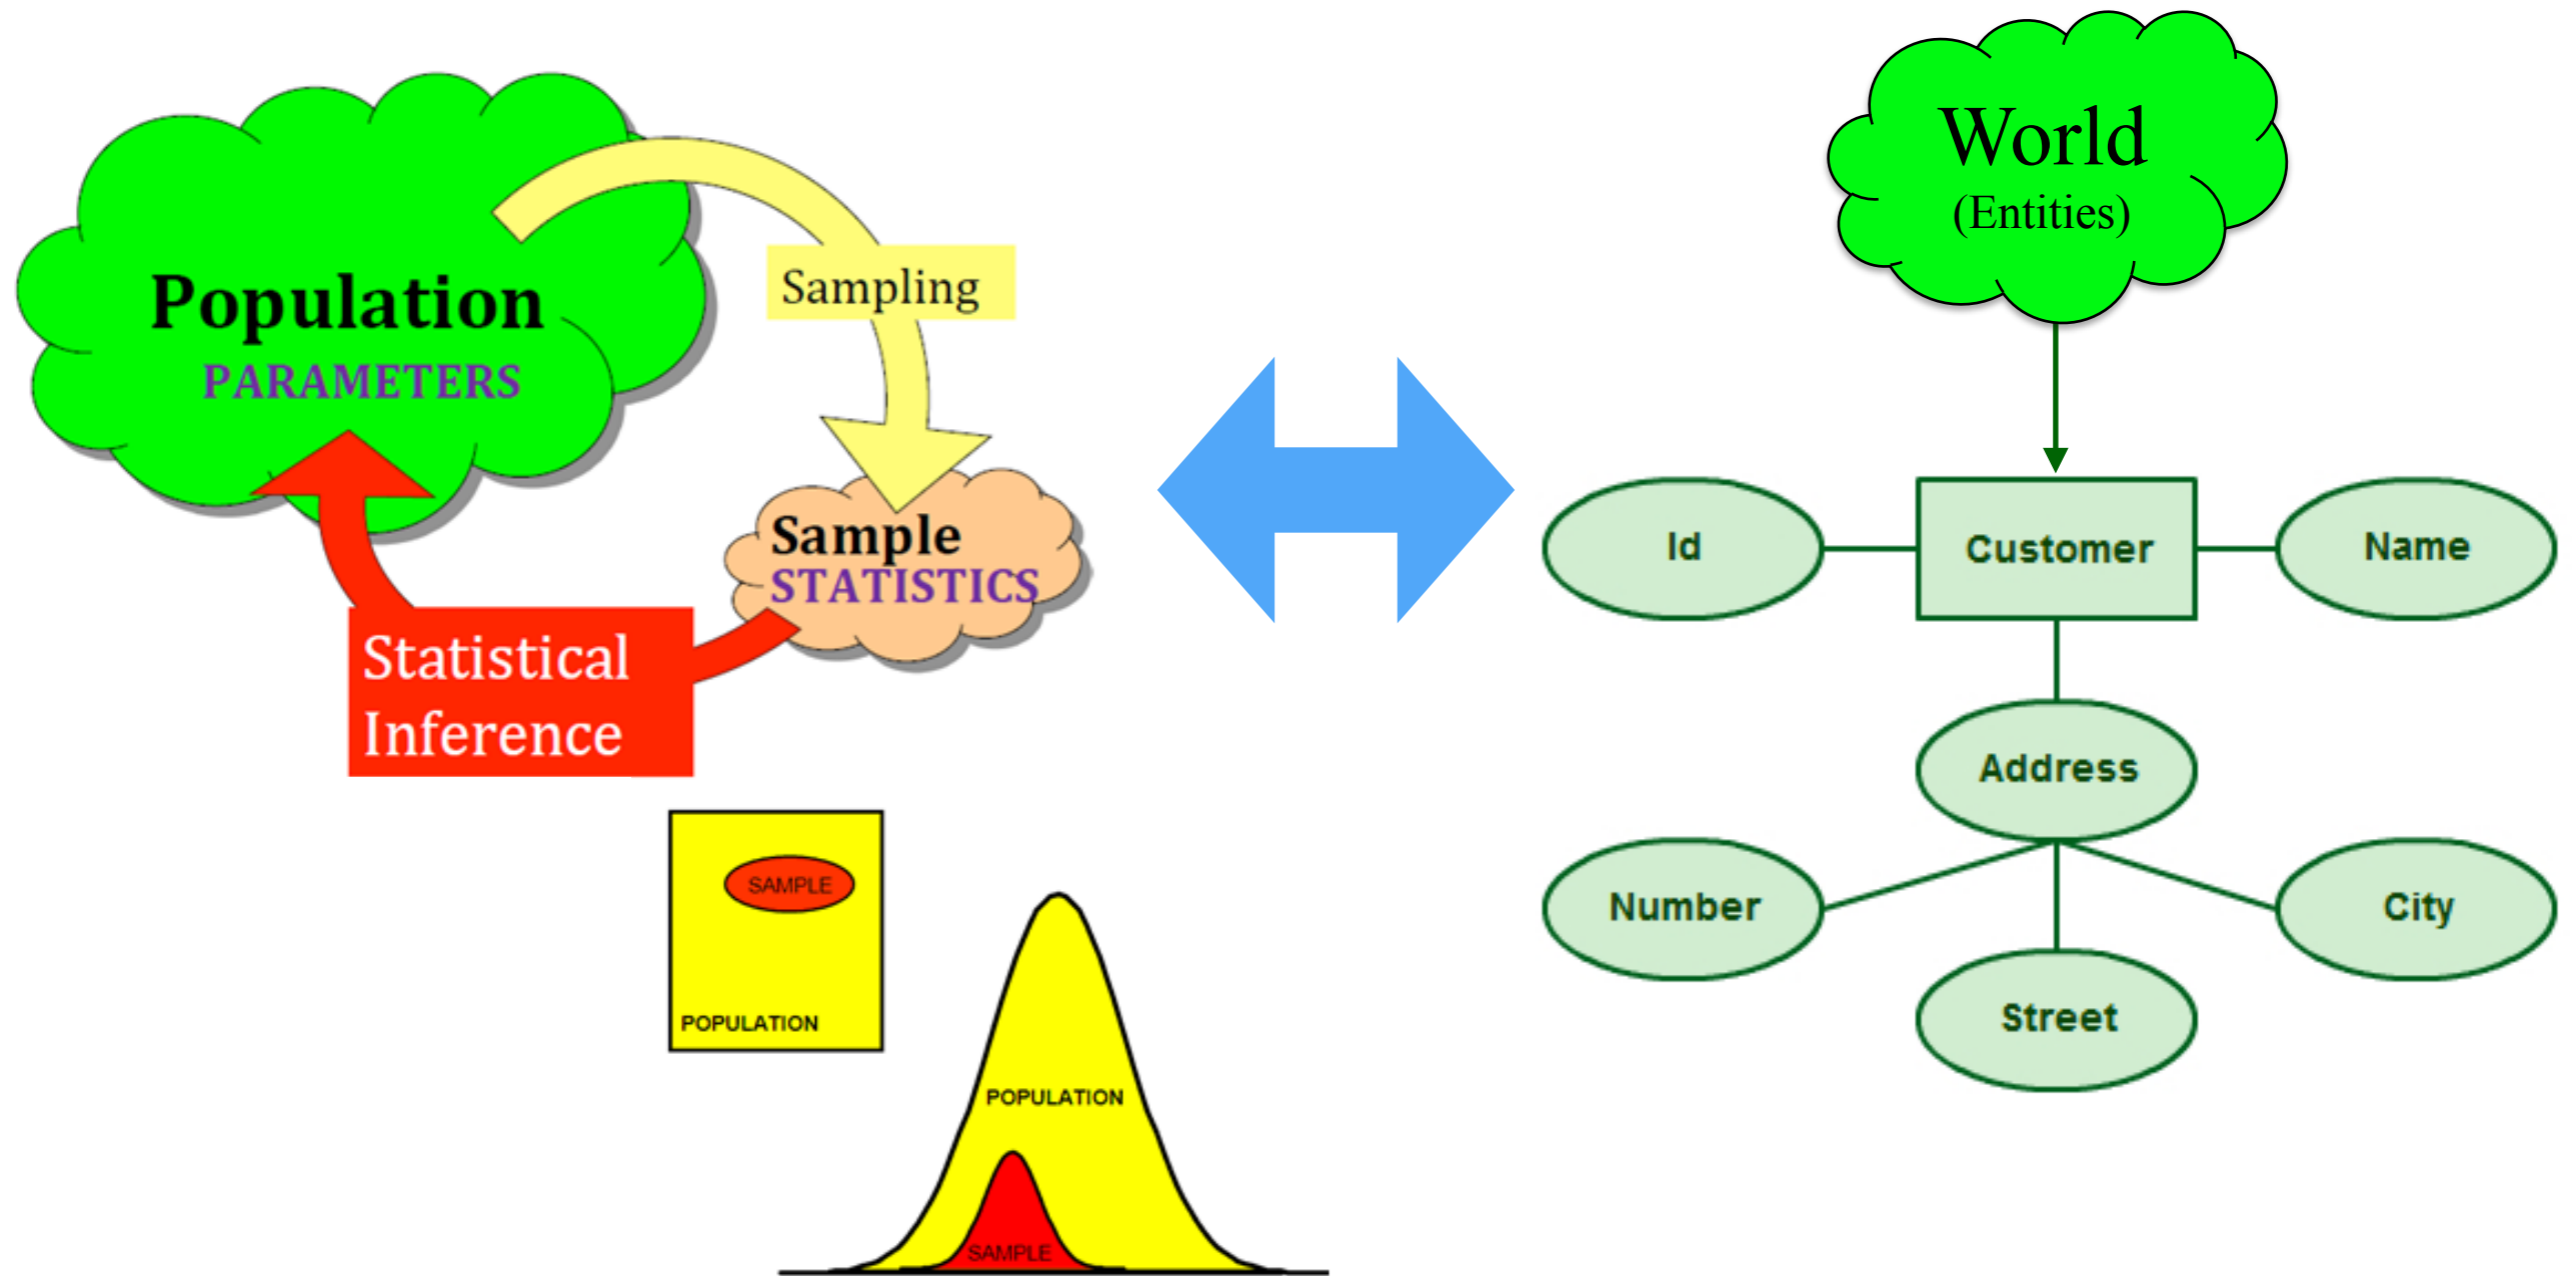 Population
PARAMETERS
Sampling
Sample
STATISTICS
Statistical
Inference
SAMPLE
POPULATION
POPULATION
SAMPLE
World
(Entities)
Id
Customer
Name
Address
Number
City
Street